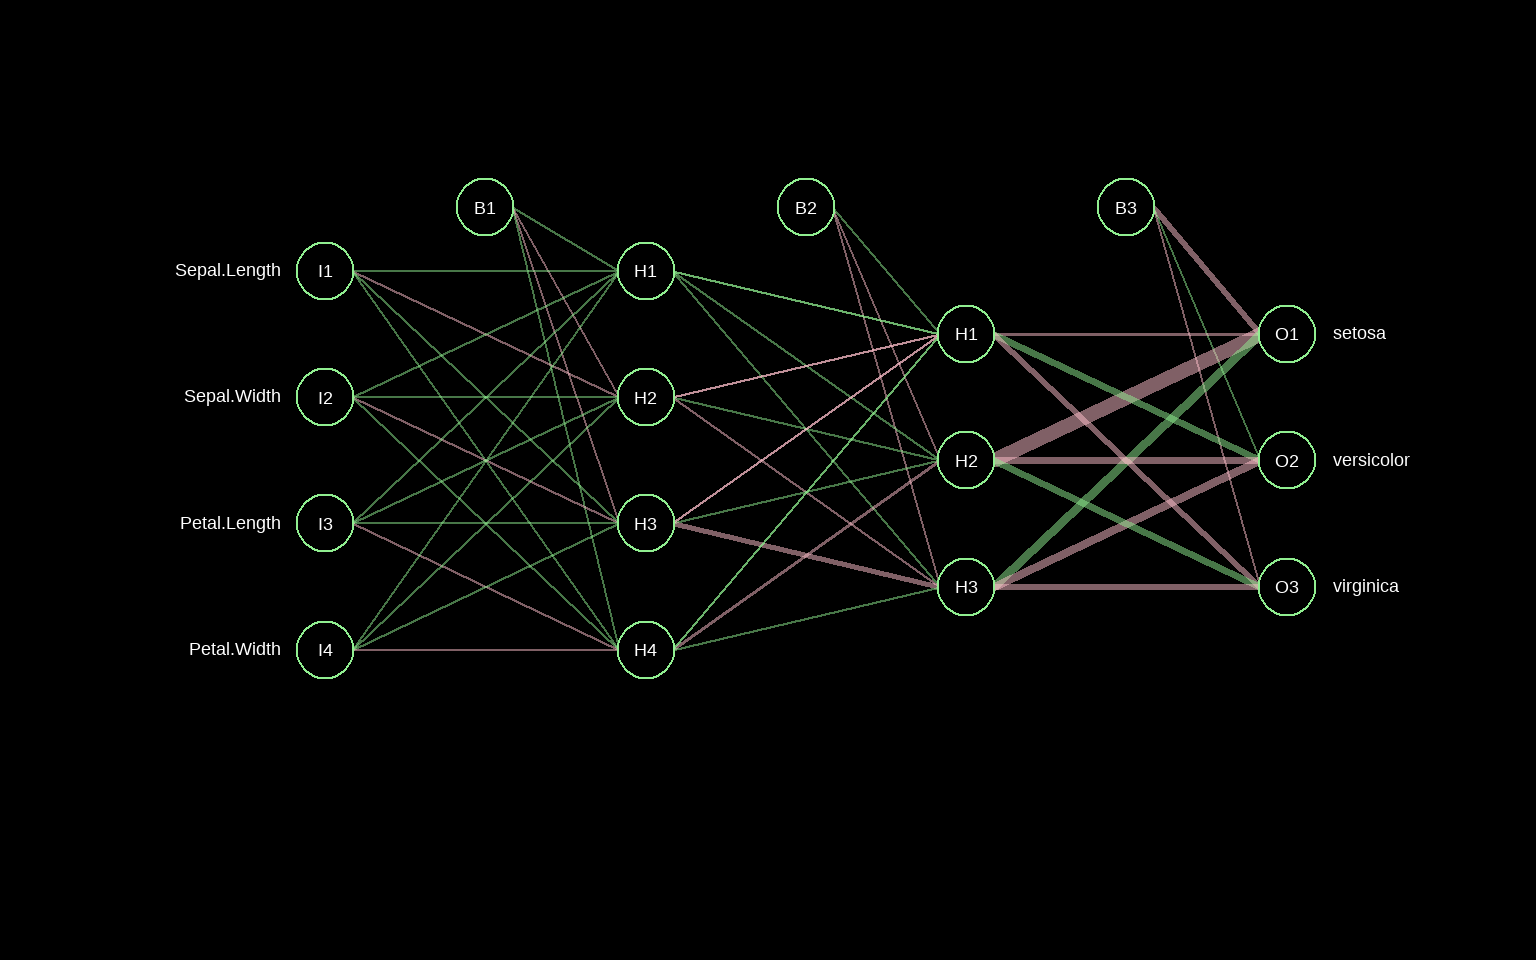 B1
B2
B3
Sepal.Length
I1
H1
H1
O1
setosa
Sepal.Width
I2
H2
H2
O2
versicolor
Petal.Length
I3
H3
H3
O3
virginica
Petal.Width
I4
H4